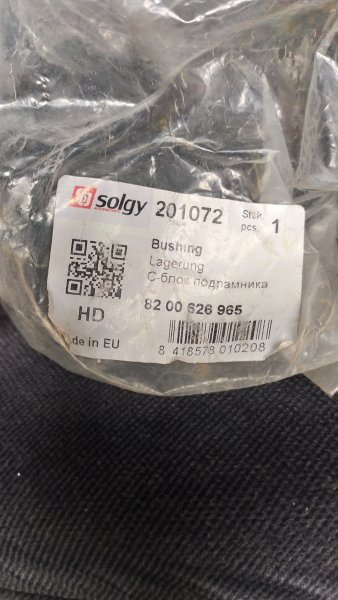 solgy 201072 Stck. pcs. 1
Bushing
Lagerung
С-блок подрамника
HD 82 00 626 965
de in EU
8 418578 010208